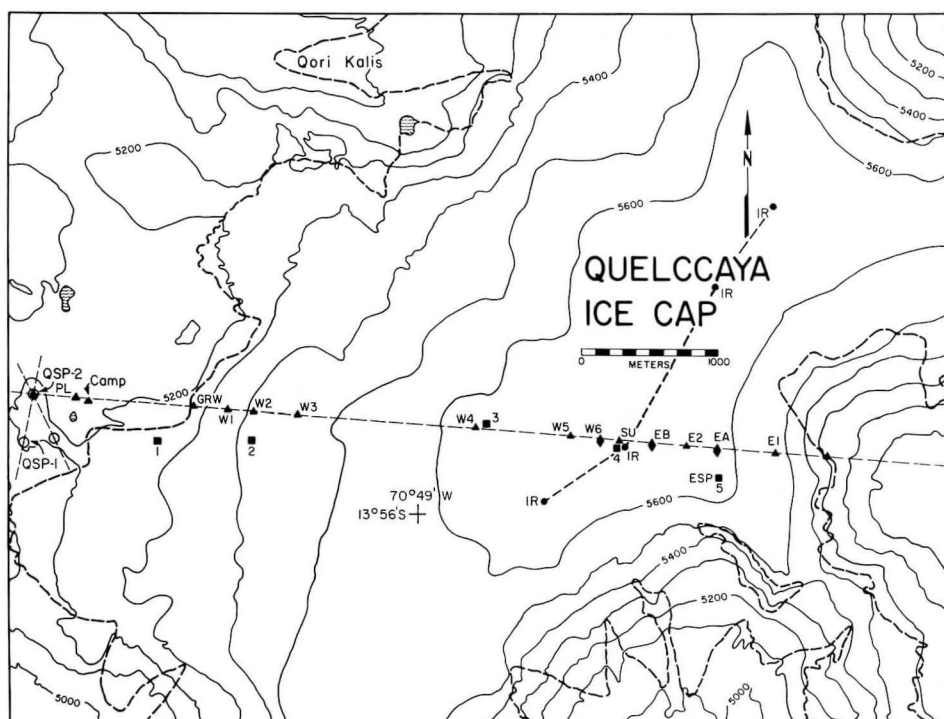 Qori Kalis
5400
5200
5400
5200
5600
5600
N
IR
QUELCCAYA
ICE CAP
IR
0 1000
METERS
QSP-2
PL
Camp
5200
GRW
W1
W2
W3
W4
3
W5
W6
SU
EB
E2
EA
E1
QSP-1
1
2
4
IR
ESP
5
IR
70°49' W
13°56'S
5600
5400
5200
5000
5000